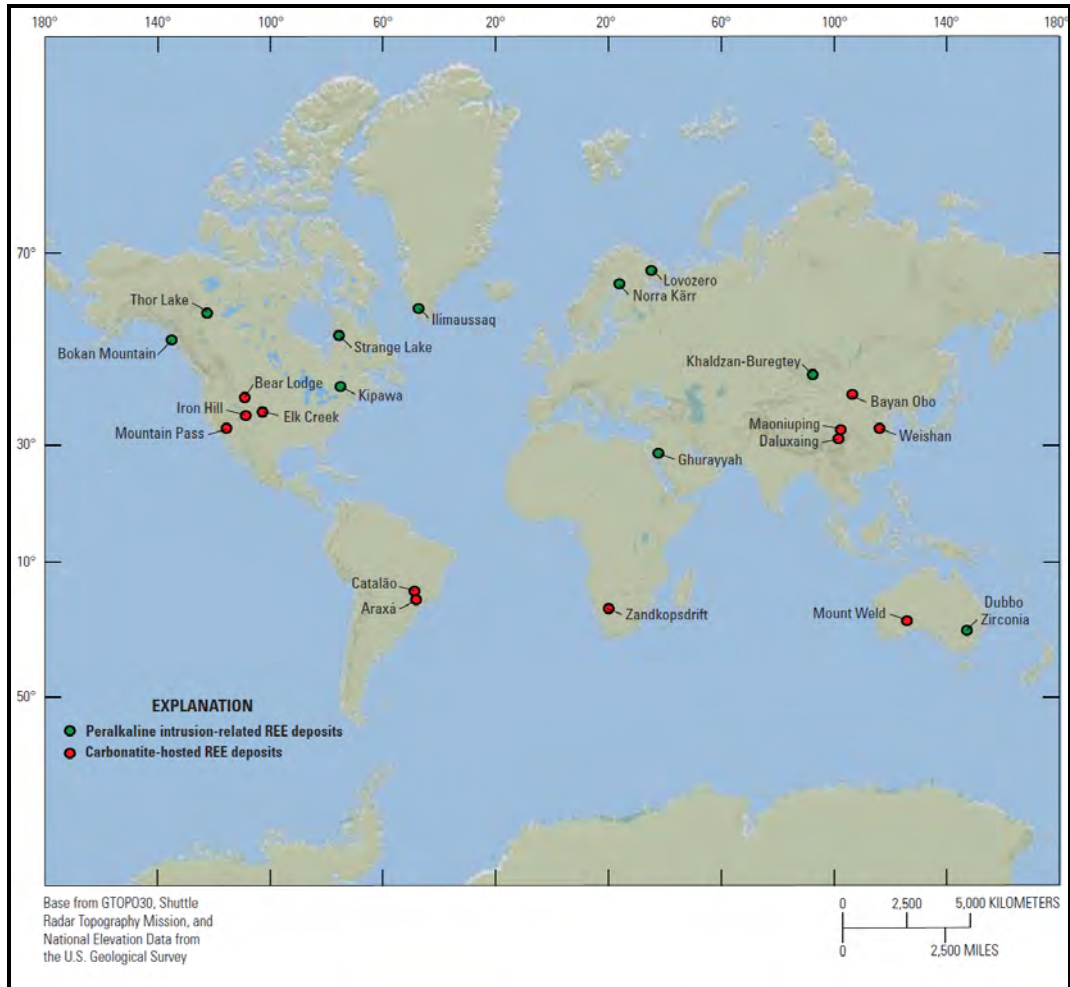 180°
140°
100°
60°
20°
20°
60°
100°
140°
180°
70°
30°
10°
50°
Thor Lake
Bokan Mountain
Ilimaussaq
Strange Lake
Kipawa
Bear Lodge
Iron Hill
Elk Creek
Mountain Pass
Lovozero
Norra Kärr
Khaldzan-Buregtey
Bayan Obo
Maoniuping
Daluxaing
Weishan
Ghurayyah
Catalão
Araxá
Zandkopsdrift
Mount Weld
Dubbo
Zirconia
EXPLANATION
Peralkaline intrusion-related REE deposits
Carbonatite-hosted REE deposits
Base from GTOPO30, Shuttle
Radar Topography Mission, and
National Elevation Data from
the U.S. Geological Survey
0 2,500 5,000 KILOMETERS
0 2,500 MILES